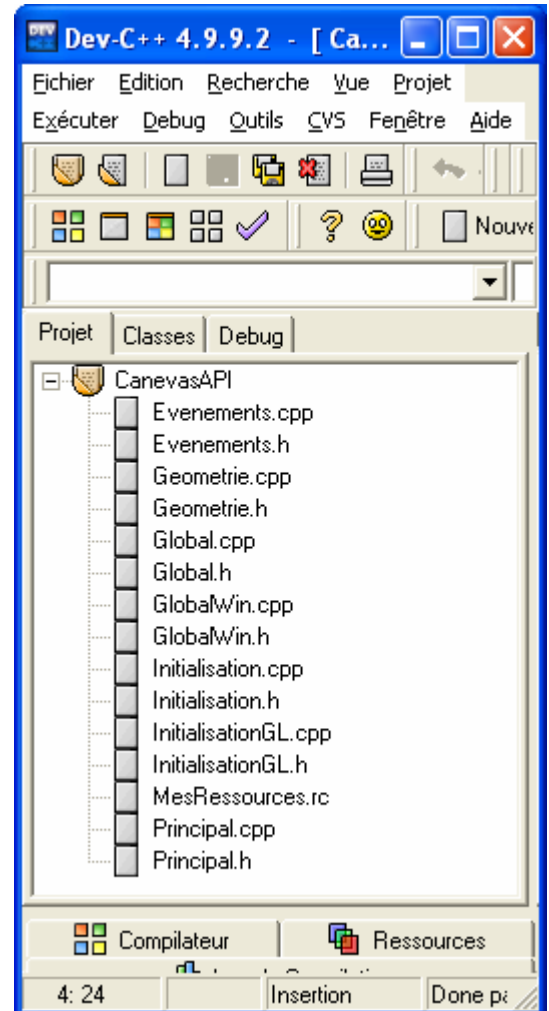 Dev-C++ 4.9.9.2 - [ Ca...
Fichier Edition Recherche Vue Projet
Exécuter Debug Outils CVS Fenêtre Aide
Nouve
Projet Classes Debug
CanevasAPI
Evenements.cpp
Evenements.h
Geometrie.cpp
Geometrie.h
Global.cpp
Global.h
GlobalWin.cpp
GlobalWin.h
Initialisation.cpp
Initialisation.h
InitialisationGL.cpp
InitialisationGL.h
MesRessources.rc
Principal.cpp
Principal.h
Compilateur Ressources
4: 24 Insertion Done pa